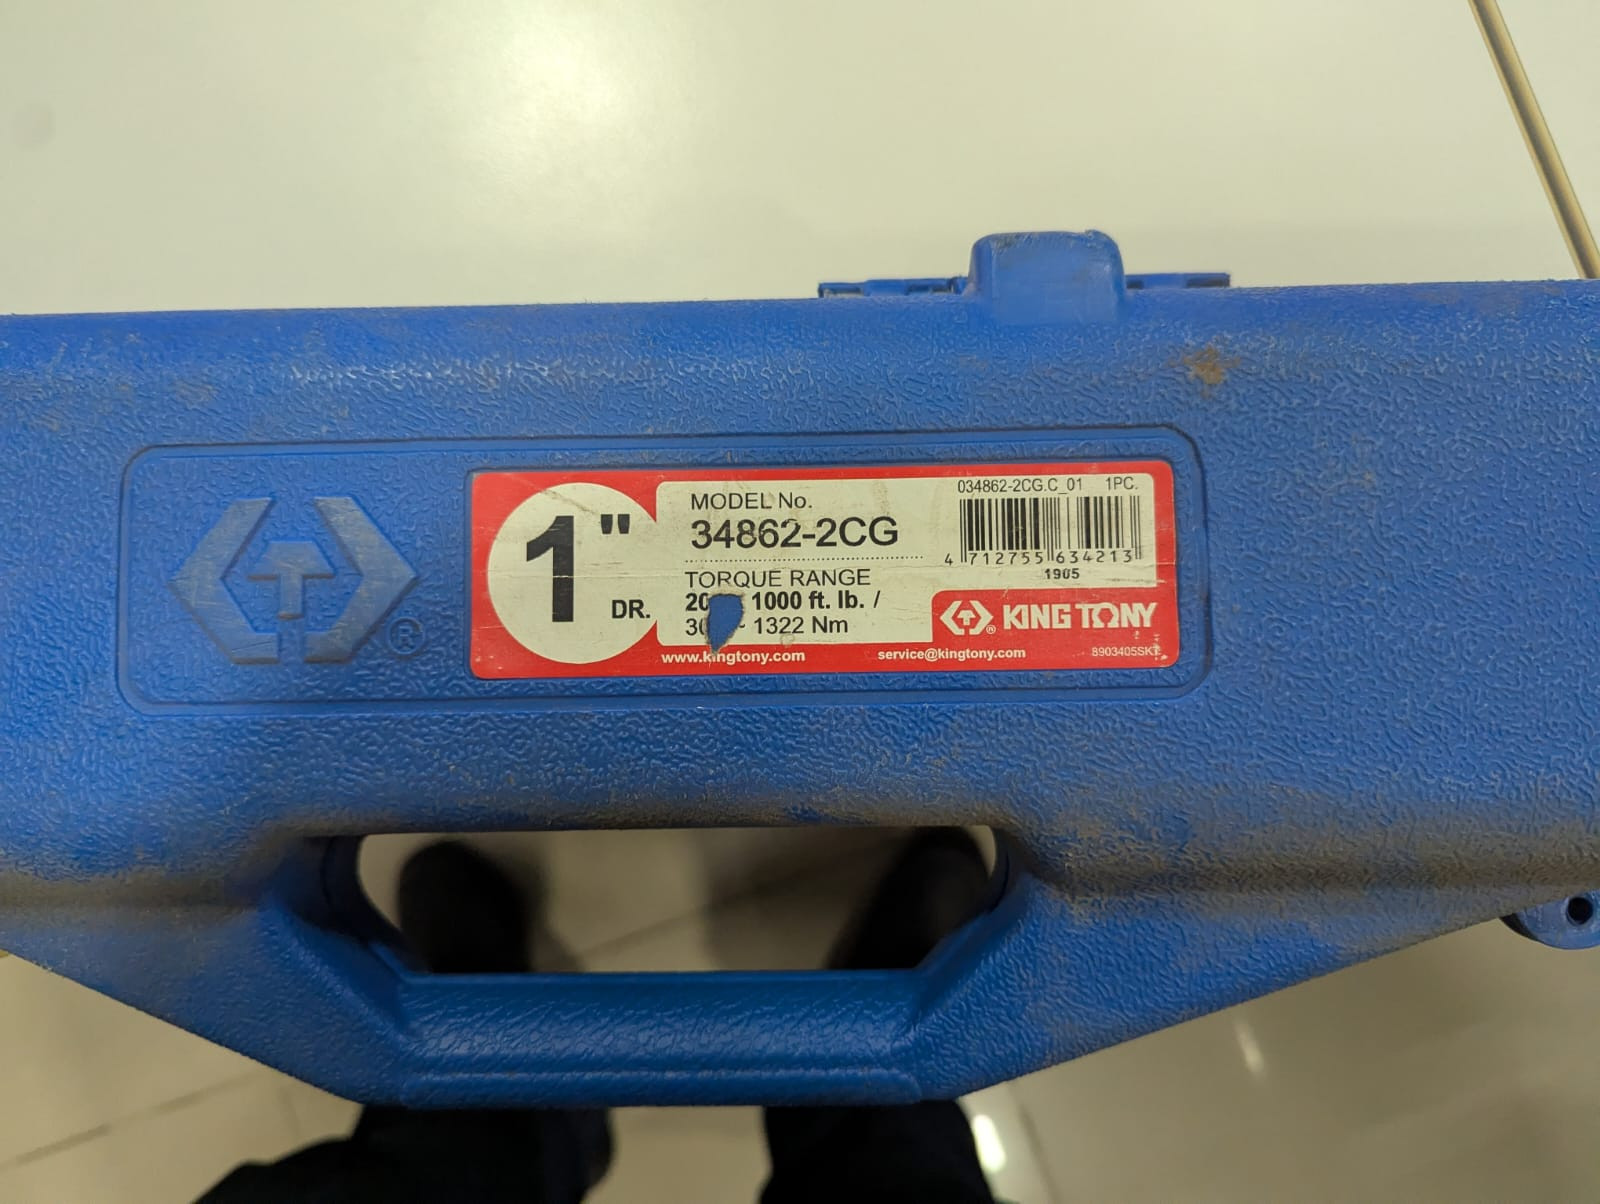 1"
DR.
MODEL No.
34862-2CG
TORQUE RANGE
1000 ft. lb. /
~ 1322 Nm
www.kingtony.com
service@kingtony.com
034862-2CG.C_01 1PC.
4 712755 634213
1905
KING TONY
®
T
®